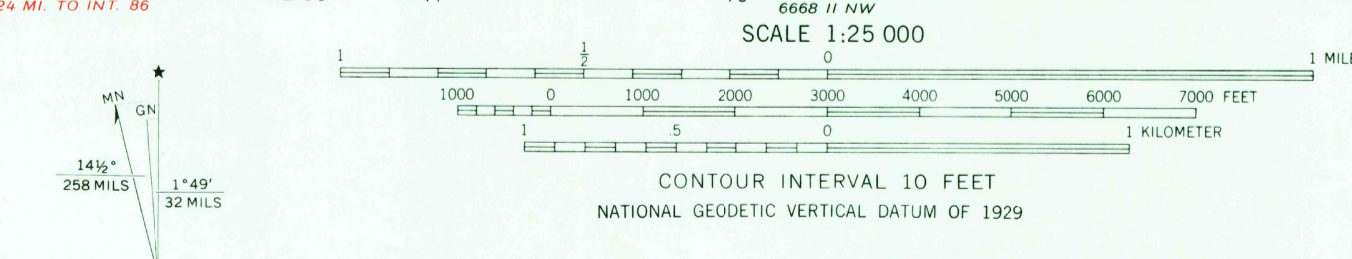 24 MI. TO INT. 86
6668 II NW
SCALE 1:25 000
1 1/2 0 1 MILE
1000 0 1000 2000 3000 4000 5000 6000 7000 FEET
1 .5 0 1 KILOMETER
CONTOUR INTERVAL 10 FEET
NATIONAL GEODETIC VERTICAL DATUM OF 1929
★
MN
GN
14½°
258 MILS
1°49′
32 MILS